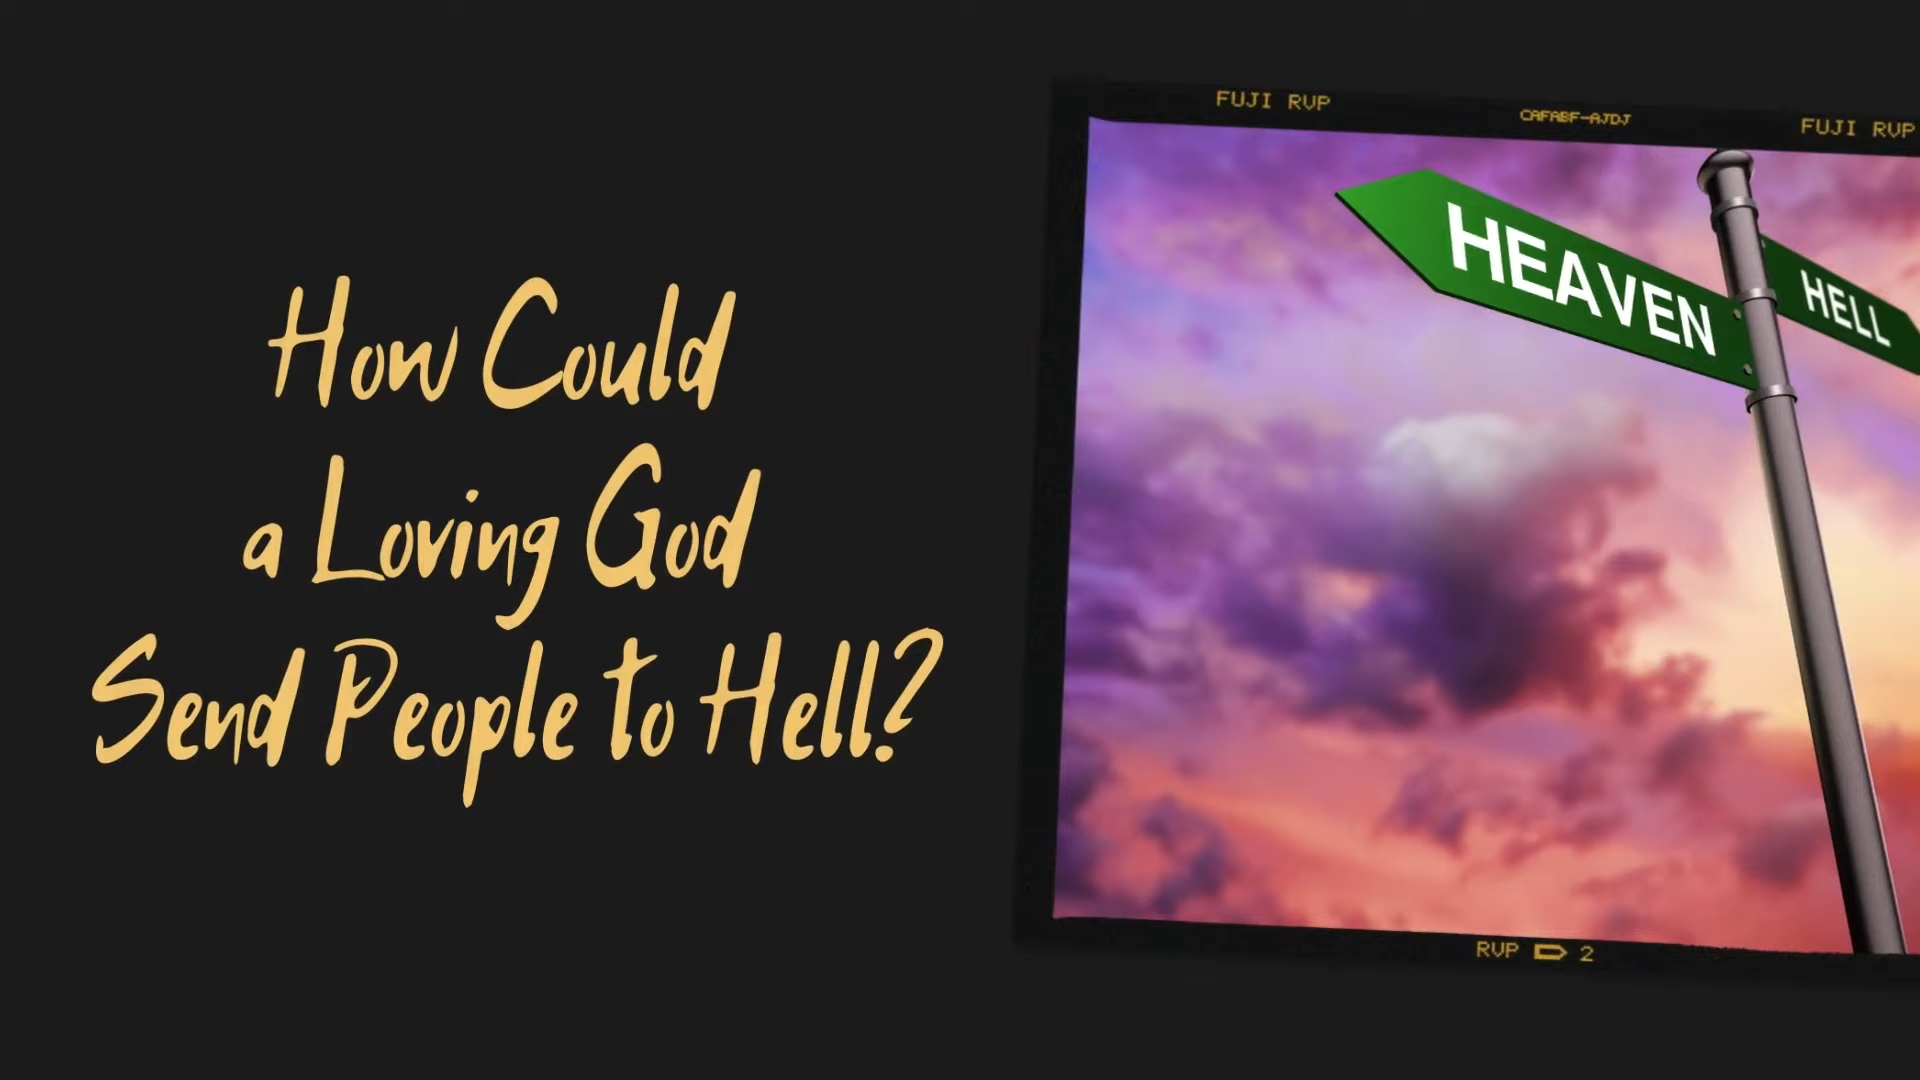 How Could
a Loving God
Send People to Hell?
FUJI RVP
CAFABF-AJDJ
FUJI RVP
HEAVEN
HELL
RVP 2